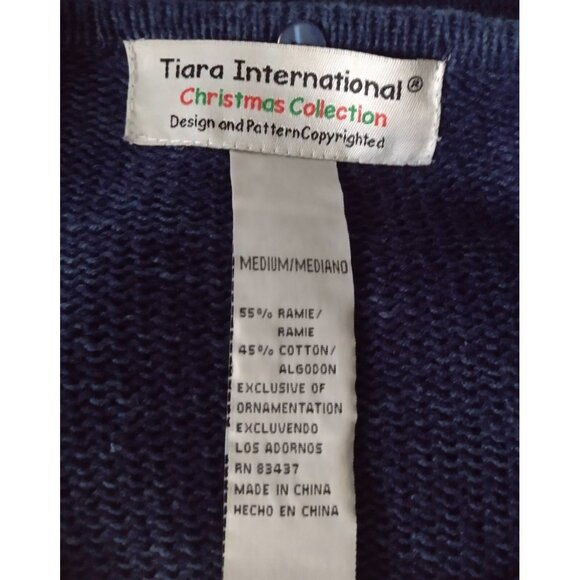 Tiara International®
Christmas Collection
Design and Pattern Copyrighted
MEDIUM/MEDIANO
55% RAMIE/
RAMIE
45% COTTON/
ALGODON
EXCLUSIVE OF
ORNAMENTATION
EXCLUVENDO
LOS ADORNOS
RN 83437
MADE IN CHINA
HECHO EN CHINA